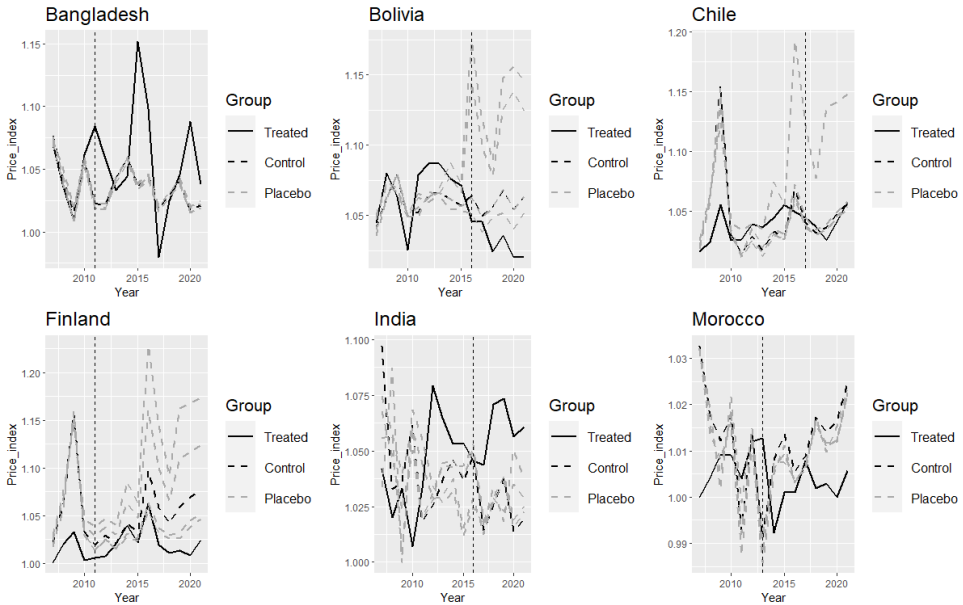 Bangladesh
Price_index
1.15
1.10
1.05
1.00
2010
2015
2020
Year
Group
Treated
Control
Placebo
Bolivia
Price_index
1.15
1.10
1.05
2010
2015
2020
Year
Group
Treated
Control
Placebo
Chile
Price_index
1.20
1.15
1.10
1.05
2010
2015
2020
Year
Group
Treated
Control
Placebo
Finland
Price_index
1.20
1.15
1.10
1.05
1.00
2010
2015
2020
Year
Group
Treated
Control
Placebo
India
Price_index
1.100
1.075
1.050
1.025
1.000
2010
2015
2020
Year
Group
Treated
Control
Placebo
Morocco
Price_index
1.03
1.02
1.01
1.00
0.99
2010
2015
2020
Year
Group
Treated
Control
Placebo